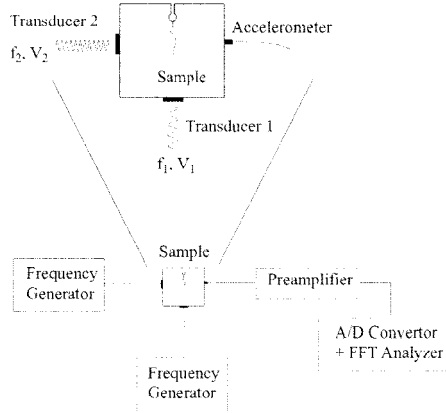 Transducer 2
Accelerometer
f2, V2
Sample
Transducer 1
f1, V1
Sample
Frequency
Generator
Preamplifier
A/D Convertor
+ FFT Analyzer
Frequency
Generator